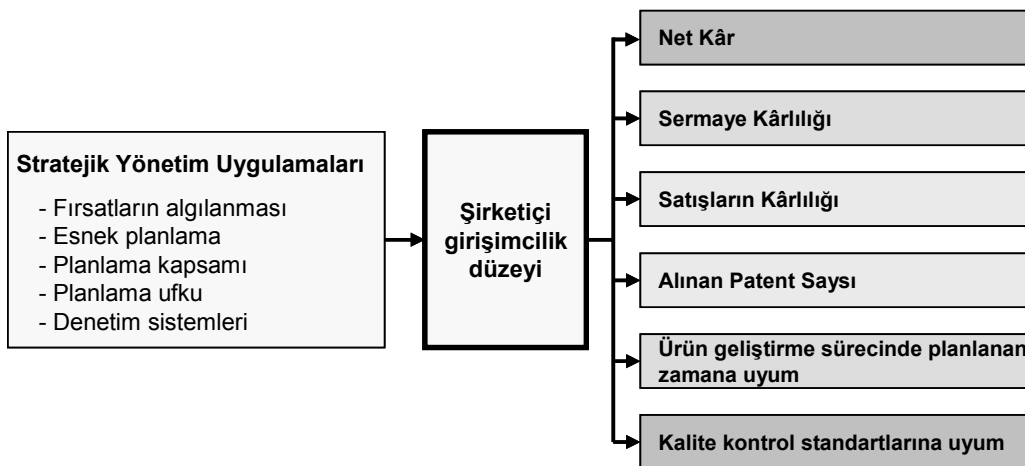 Stratejik Yönetim Uygulamaları
- Fırsatların algılanması
- Esnek planlama
- Planlama kapsamı
- Planlama ufku
- Denetim sistemleri
Şirketiçi
girişimcilik
düzeyi
Net Kâr
Sermaye Kârlılığı
Satışların Kârlılığı
Alınan Patent Saysı
Ürün geliştirme sürecinde planlanan
zamana uyum
Kalite kontrol standartlarına uyum